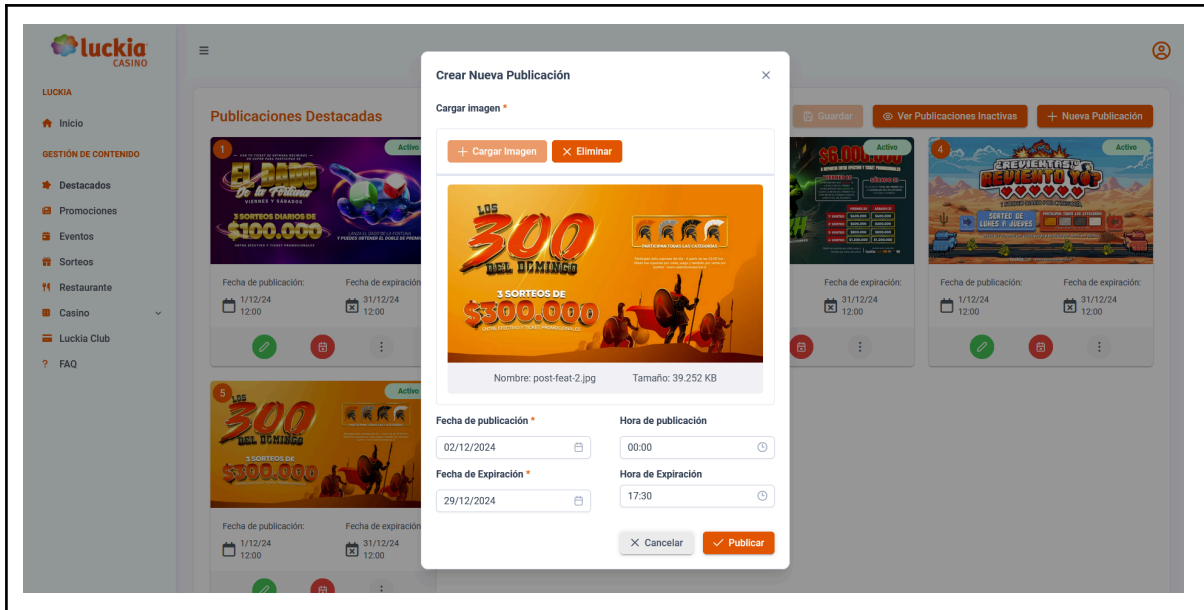 luckia
CASINO
LUCKIA
Inicio
GESTIÓN DE CONTENIDO
Destacados
Promociones
Eventos
Sorteos
Restaurante
Casino
Luckia Club
? FAQ
Publicaciones Destacadas
Guardar
Ver Publicaciones Inactivas
+ Nueva Publicación
1
Activo
EL DADO
De la Fortuna
VIERNES Y SÁBADOS
3 SORTEOS DIARIOS DE
$100.000
Fecha de publicación:
Fecha de expiración
1/12/24
12:00
31/12/24
12:00
Activo
$6.000.000
Fecha de expiración:
31/12/24
12:00
4
Activo
¿REVIENTAS O
REVIENTO YO?
SORTEO DE
LUNES A JUEVES
Fecha de publicación:
Fecha de expiración:
1/12/24
12:00
31/12/24
12:00
5
Activo
LOS
300
DEL DOMINGO
3 SORTEOS DE
$300.000
Fecha de publicación:
Fecha de expiración
1/12/24
12:00
31/12/24
12:00
Crear Nueva Publicación
Cargar imagen *
+ Cargar Imagen
Eliminar
LOS
300
DEL DOMINGO
PARTICIPAN TODAS LAS CATEGORÍAS
3 SORTEOS DE
$300.000
ENTRE EFECTIVO Y TICKET PROMOCIONALES
Nombre: post-feat-2.jpg
Tamaño: 39.252 KB
Fecha de publicación *
Hora de publicación
02/12/2024
00:00
Fecha de Expiración *
Hora de Expiración
29/12/2024
17:30
Cancelar
Publicar